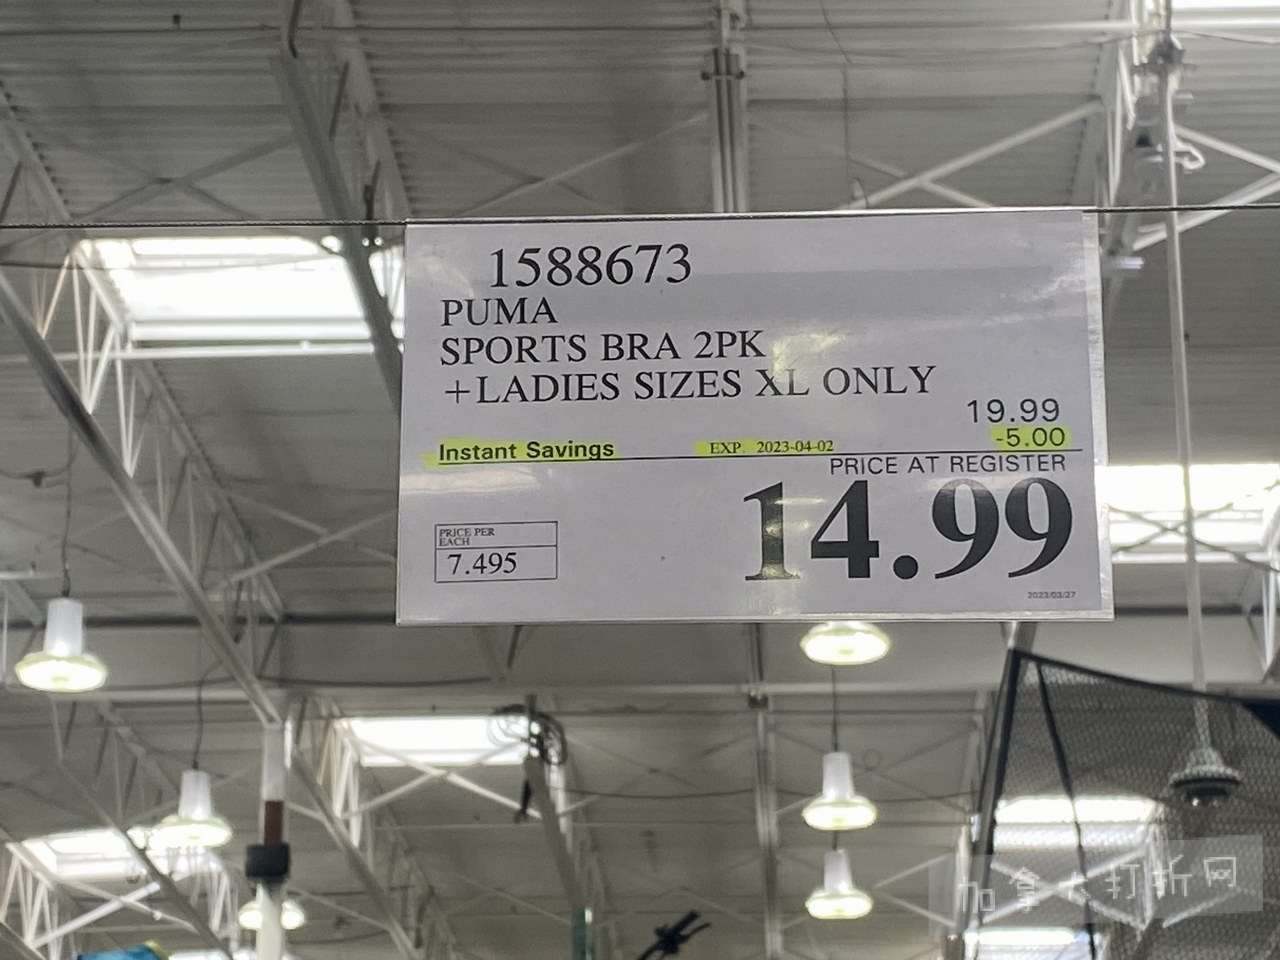 1588673
PUMA
SPORTS BRA 2PK
+LADIES SIZES XL ONLY
19.99
Instant Savings EXP. 2023-04-02 -5.00
PRICE AT REGISTER
14.99
PRICE PER
EACH
7.495
2023/03/27
加拿大打折网